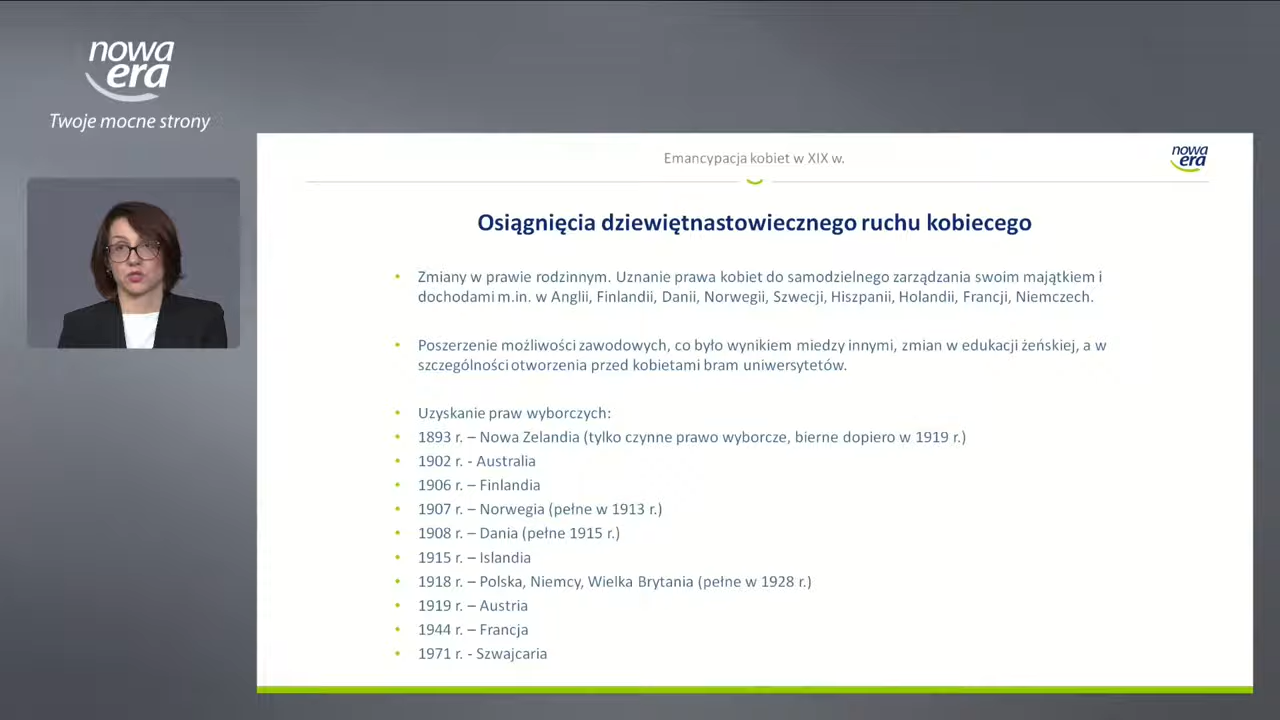 nowa
era
Twoje mocne strony
Emancypacja kobiet w XIX w.
nowa
era
Osiągnięcia dziewiętnastowiecznego ruchu kobiecego
• Zmiany w prawie rodzinnym. Uznanie prawa kobiet do samodzielnego zarządzania swoim majątkiem i
dochodami m.in. w Anglii, Finlandii, Danii, Norwegii, Szwecji, Hiszpanii, Holandii, Francji, Niemczech.
• Poszerzenie możliwości zawodowych, co było wynikiem miedzy innymi, zmian w edukacji żeńskiej, a w
szczególności otworzenia przed kobietami bram uniwersytetów.
• Uzyskanie praw wyborczych:
• 1893 r. – Nowa Zelandia (tylko czynne prawo wyborcze, bierne dopiero w 1919 r.)
• 1902 r. - Australia
• 1906 r. – Finlandia
• 1907 r. – Norwegia (pełne w 1913 r.)
• 1908 r. – Dania (pełne 1915 r.)
• 1915 r. – Islandia
• 1918 r. – Polska, Niemcy, Wielka Brytania (pełne w 1928 r.)
• 1919 r. – Austria
• 1944 r. – Francja
• 1971 r. - Szwajcaria